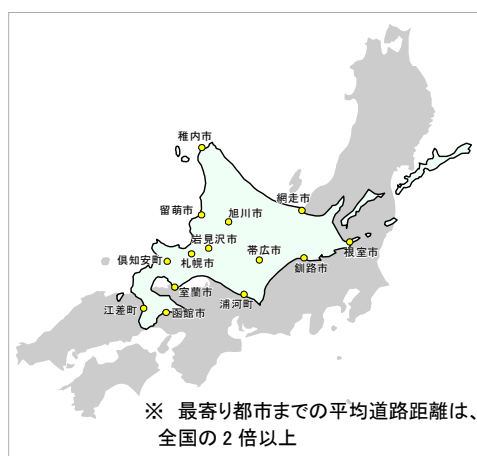 稚内市
網走市
留萌市
旭川市
岩見沢市
帯広市
根室市
倶知安町
札幌市
釧路市
室蘭市
浦河町
江差町
函館市
※ 最寄り都市までの平均道路距離は、
全国の2倍以上